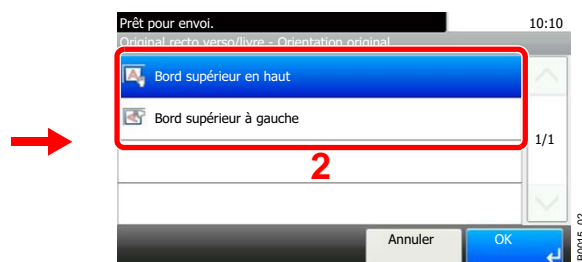 Prêt pour envoi. 10:10
Original recto verso/livre - Orientation original
Bord supérieur en haut
Bord supérieur à gauche
1/1
2
Annuler OK
B0015_02